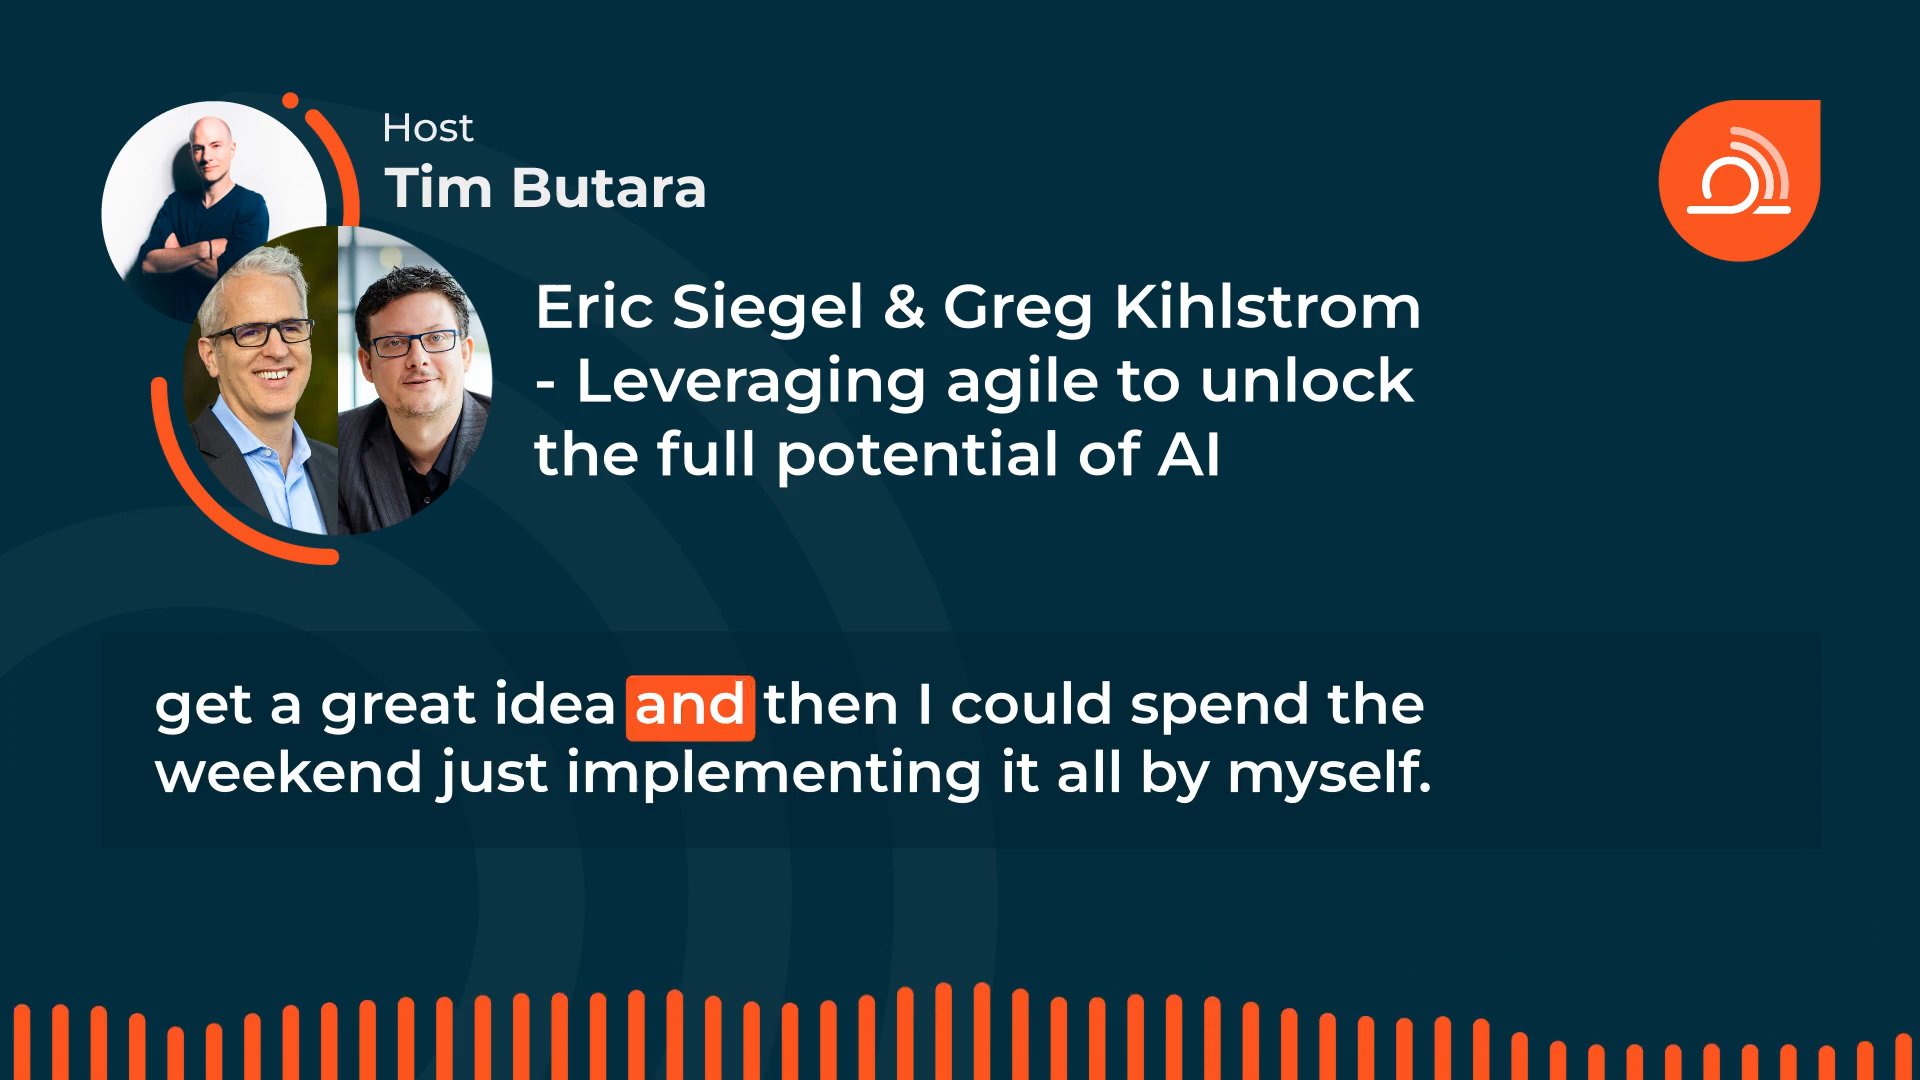 Host
Tim Butara
Eric Siegel & Greg Kihlstrom
- Leveraging agile to unlock
the full potential of AI
get a great idea and then I could spend the
weekend just implementing it all by myself.